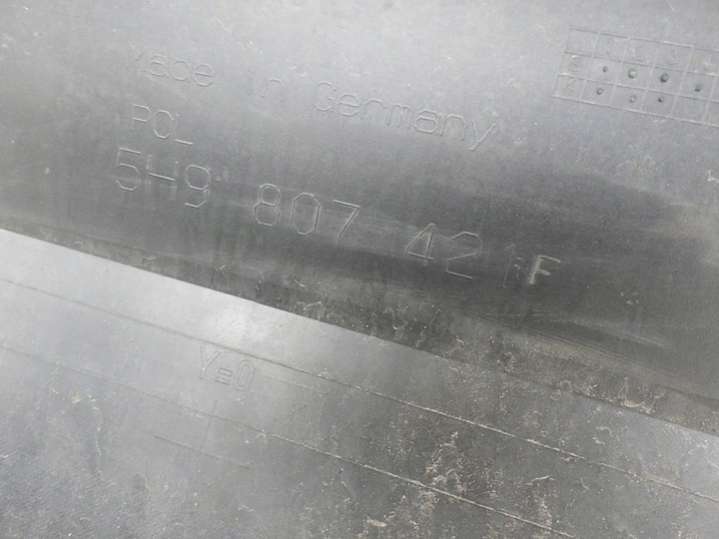 Made in Germany
POL
5H9 807 421 F
Y=0